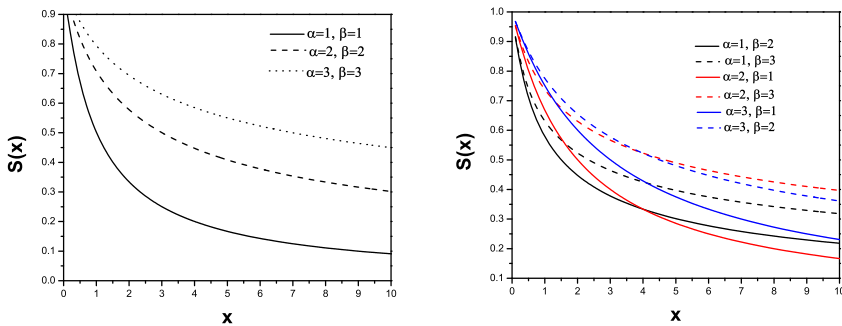 0.9
0.8
0.7
0.6
0.5
0.4
0.3
0.2
0.1
0.0
S(x)
0 1 2 3 4 5 6 7 8 9 10
x
α=1, β=1
α=2, β=2
α=3, β=3
1.0
0.9
0.8
0.7
0.6
0.5
0.4
0.3
0.2
0.1
S(x)
0 1 2 3 4 5 6 7 8 9 10
x
α=1, β=2
α=1, β=3
α=2, β=1
α=2, β=3
α=3, β=1
α=3, β=2